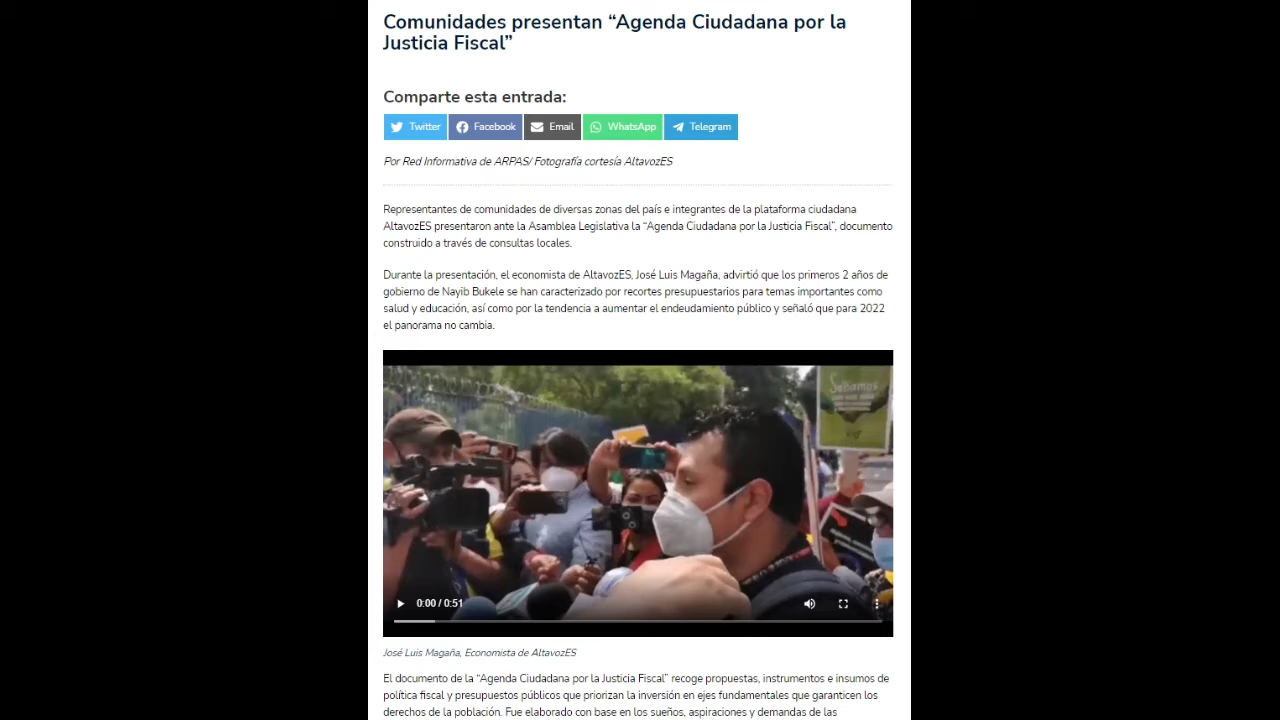 Comunidades presentan “Agenda Ciudadana por la
Justicia Fiscal”
Comparte esta entrada:
Twitter Facebook Email WhatsApp Telegram
Por Red Informativa de ARPAS/ Fotografía cortesía AltavozES
Representantes de comunidades de diversas zonas del país e integrantes de la plataforma ciudadana
AltavozES presentaron ante la Asamblea Legislativa la “Agenda Ciudadana por la Justicia Fiscal”, documento
construido a través de consultas locales.
Durante la presentación, el economista de AltavozES, José Luis Magaña, advirtió que los primeros 2 años de
gobierno de Nayib Bukele se han caracterizado por recortes presupuestarios para temas importantes como
salud y educación, así como por la tendencia a aumentar el endeudamiento público y señaló que para 2022
el panorama no cambia.
0:00 / 0:51
José Luis Magaña, Economista de AltavozES
El documento de la “Agenda Ciudadana por la Justicia Fiscal” recoge propuestas, instrumentos e insumos de
política fiscal y presupuestos públicos que priorizan la inversión en ejes fundamentales que garanticen los
derechos de la población. Fue elaborado con base en los sueños, aspiraciones y demandas de las